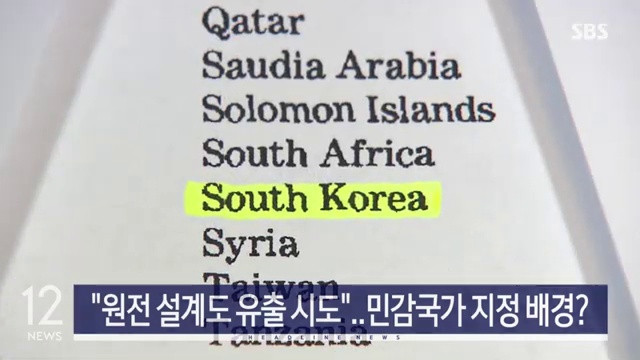 Qatar
SBS
Saudia Arabia
Solomon Islands
South Africa
South Korea
Syria
Taiwan
12
NEWS
"원전 설계도 유출 시도"..민감국가 지정 배경?
HEADLINE NEWS
Tanzania